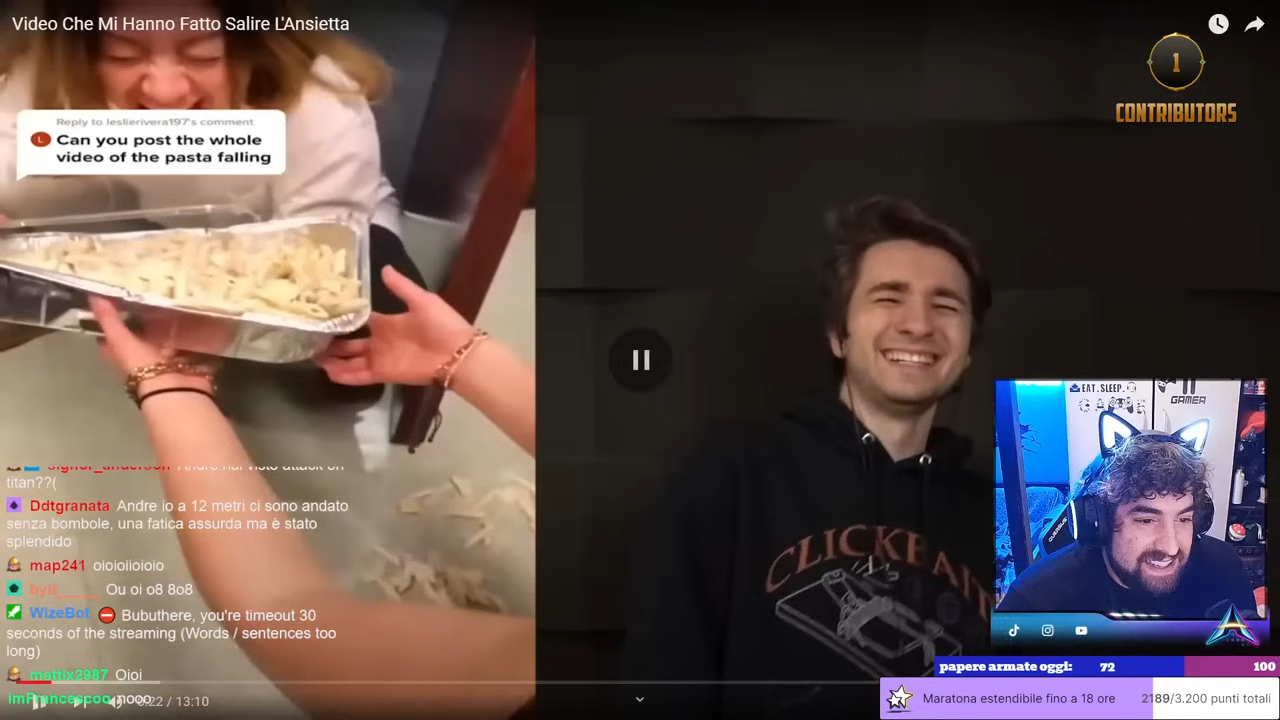 Video Che Mi Hanno Fatto Salire L'Ansietta
1
CONTRIBUTORS
Reply to leslierivera197's comment
L
Can you post the whole
video of the pasta falling
CLICKBAIT
EAT.SLEEP.
GAMER
signor_anderson Andre hai visto attack on
titan??(
Ddtgranata Andre io a 12 metri ci sono andato
senza bombole, una fatica assurda ma è stato
splendido
map241 oioioiioioio
Ou oi o8 8o8
WizeBot ⛔ Bubuthere, you're timeout 30
seconds of the streaming (Words / sentences too
long)
mattix2987 Oioi
imFrancescoo nooo
0:22 / 13:10
papere armate oggi: 72 100
Maratona estendibile fino a 18 ore 2189/3.200 punti totali